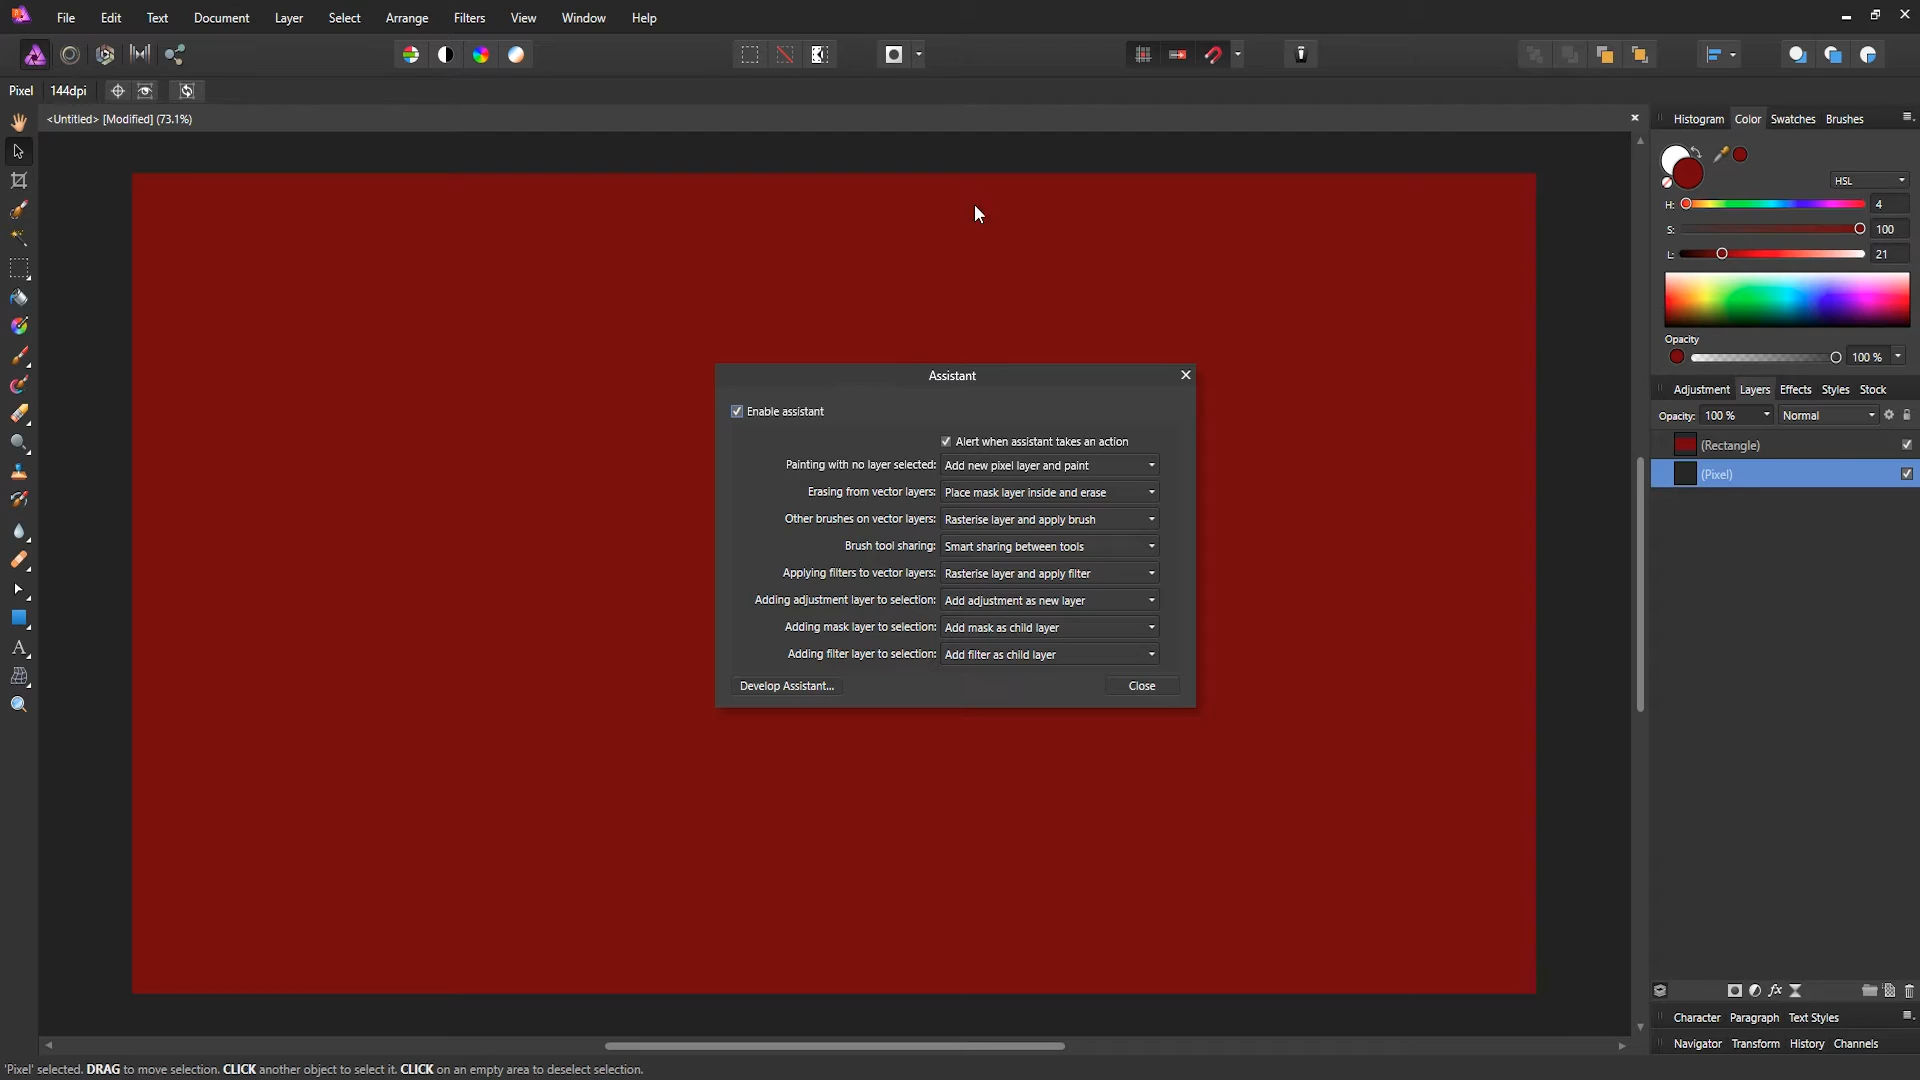 File Edit Text Document Layer Select Arrange Filters View Window Help
Pixel 144dpi
<Untitled> [Modified] (73.1%)
Histogram Color Swatches Brushes
HSL
H: 4
S: 100
L: 21
Opacity
100 %
Adjustment Layers Effects Styles Stock
Opacity: 100 % Normal
(Rectangle)
(Pixel)
Assistant
Enable assistant
Alert when assistant takes an action
Painting with no layer selected: Add new pixel layer and paint
Erasing from vector layers: Place mask layer inside and erase
Other brushes on vector layers: Rasterise layer and apply brush
Brush tool sharing: Smart sharing between tools
Applying filters to vector layers: Rasterise layer and apply filter
Adding adjustment layer to selection: Add adjustment as new layer
Adding mask layer to selection: Add mask as child layer
Adding filter layer to selection: Add filter as child layer
Develop Assistant... Close
fx
Character Paragraph Text Styles
Navigator Transform History Channels
'Pixel' selected. DRAG to move selection. CLICK another object to select it. CLICK on an empty area to deselect selection.